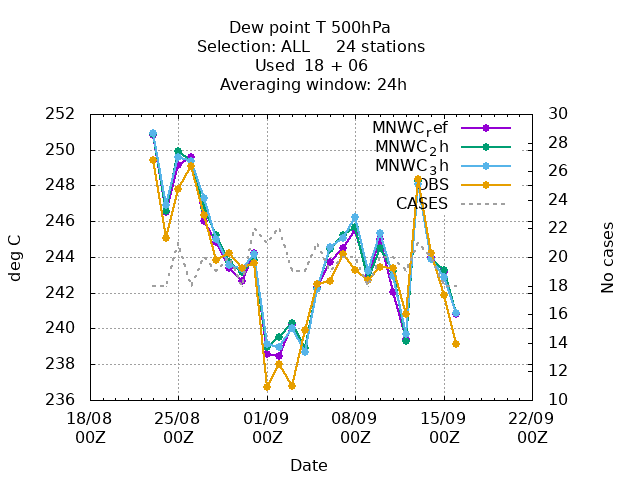 Dew point T 500hPa
Selection: ALL 24 stations
Used 18 + 06
Averaging window: 24h
deg C
252
250
248
246
244
242
240
238
236
30
28
26
24
22
20
18
16
14
12
10
No cases
MNWCref
MNWC2h
MNWC3h
OBS
CASES
18/08 25/08 01/09 08/09 15/09 22/09
00Z 00Z 00Z 00Z 00Z 00Z
Date